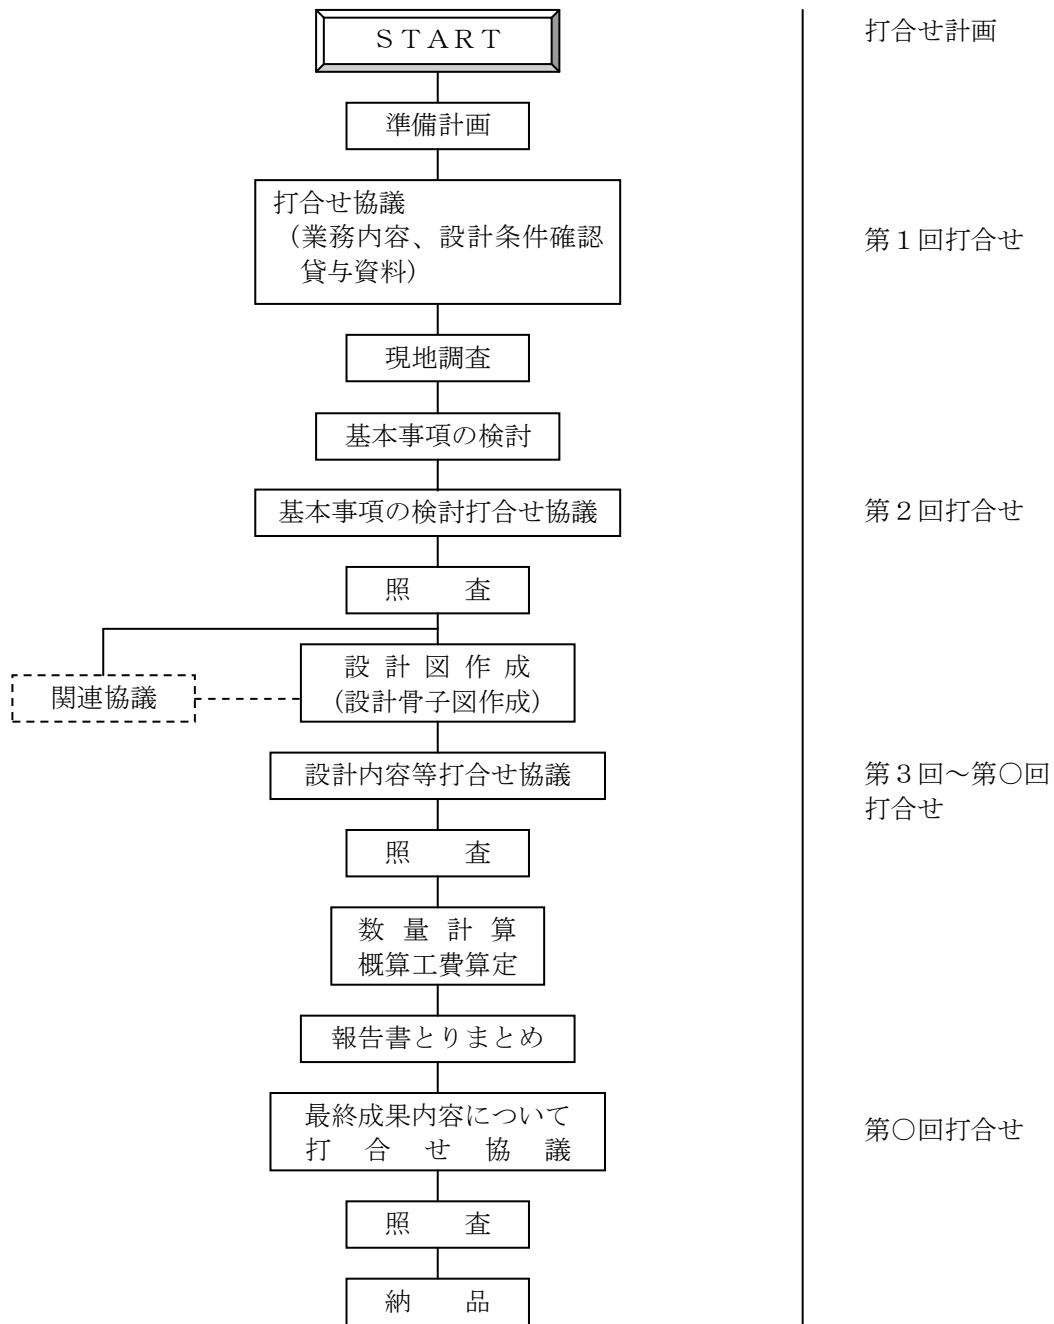 ＳＴＡＲＴ
打合せ計画
準備計画
打合せ協議
（業務内容、設計条件確認
貸与資料）
第１回打合せ
現地調査
基本事項の検討
基本事項の検討打合せ協議
第２回打合せ
照　　査
設 計 図 作 成
（設計骨子図作成）
関連協議
設計内容等打合せ協議
第３回～第○回
打合せ
照　　査
数 量 計 算
概算工費算定
報告書とりまとめ
最終成果内容について
打 合 せ 協 議
第○回打合せ
照　　査
納　　品